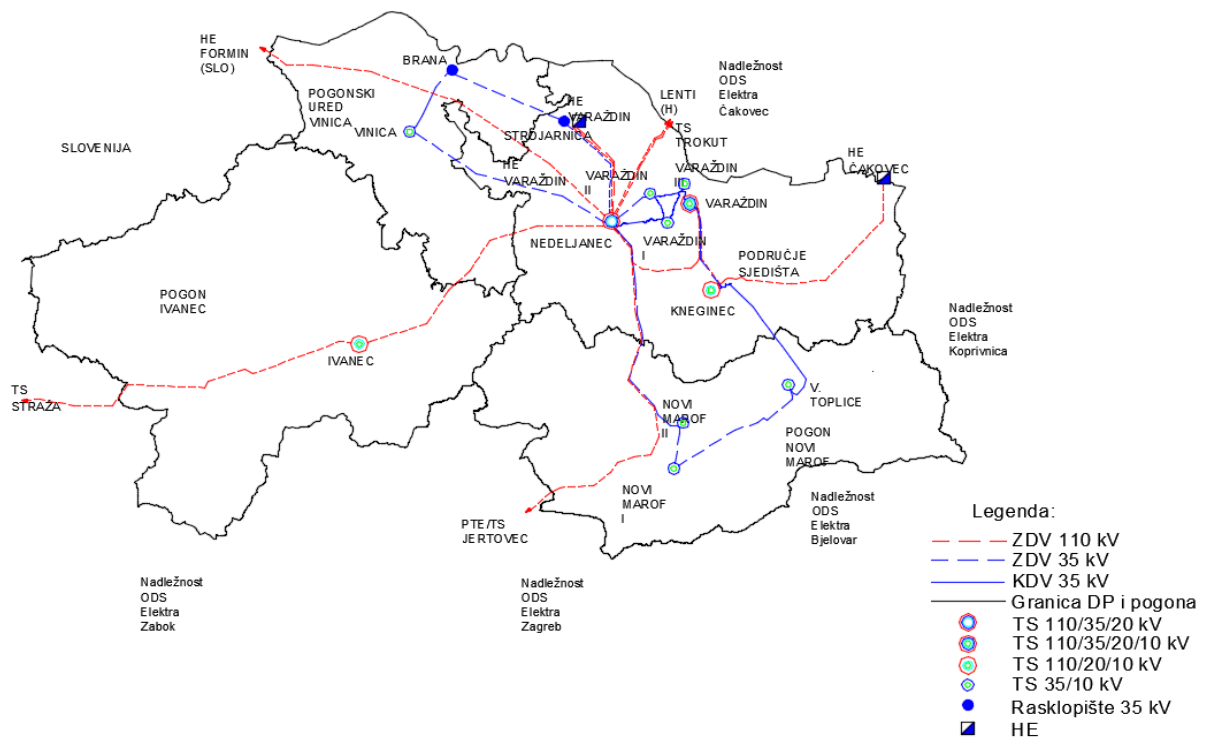 HE
FORMIN
(SLO)
BRANA
POGONSKI
URED
VINICA
VINICA
SLOVENIJA
HE
VARAŽDIN
STROJARNICA
LENTI
(H)
Nadležnost
ODS
Elektra
Čakovec
TS
TROKUT
HE
ČAKOVEC
HE
VARAŽDIN
VARAŽDIN
II
VARAŽDIN
III
VARAŽDIN
VARAŽDIN
I
NEDELJANEC
PODRUČJE
SJEDIŠTA
KNEGINEC
POGON
IVANEC
IVANEC
Nadležnost
ODS
Elektra
Koprivnica
TS
STRAŽA
V.
TOPLICE
NOVI
MAROF
II
POGON
NOVI
MAROF
NOVI
MAROF
I
PTE/TS
JERTOVEC
Nadležnost
ODS
Elektra
Bjelovar
Nadležnost
ODS
Elektra
Zabok
Nadležnost
ODS
Elektra
Zagreb
Legenda:
ZDV 110 kV
ZDV 35 kV
KDV 35 kV
Granica DP i pogona
TS 110/35/20 kV
TS 110/35/20/10 kV
TS 110/20/10 kV
TS 35/10 kV
Rasklopište 35 kV
HE